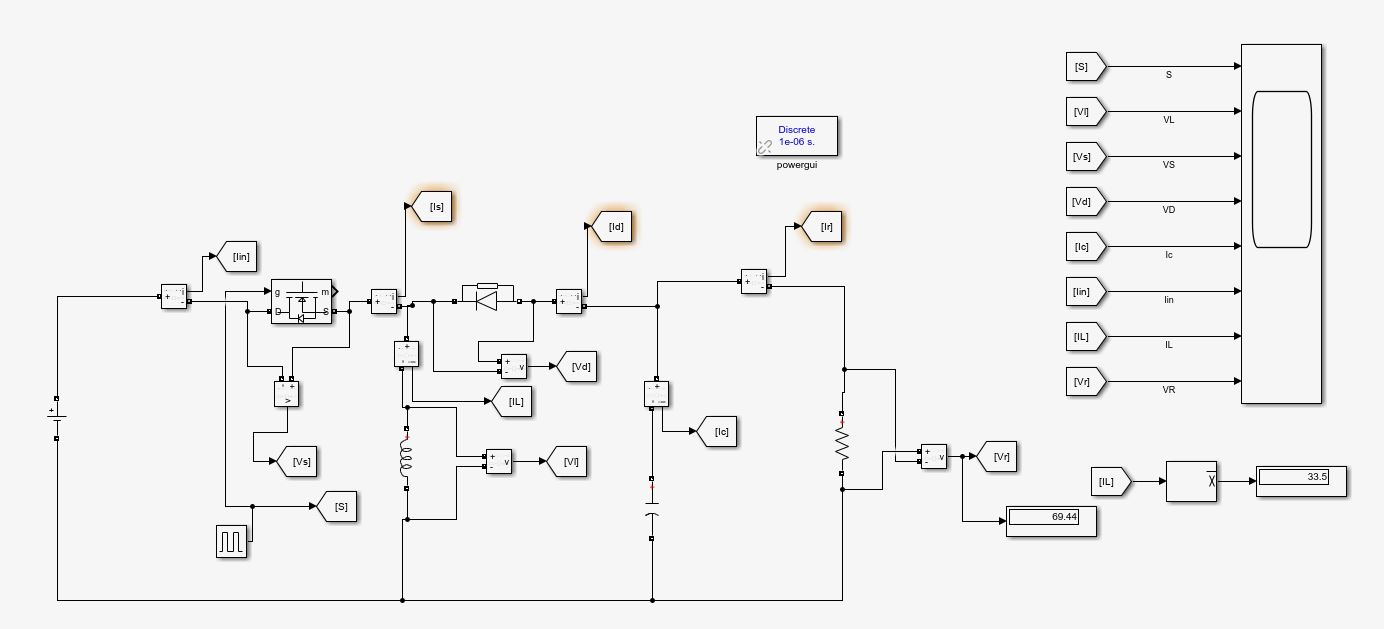 [S]
S
[Vl]
VL
[Vs]
VS
[Vd]
VD
[Ic]
Ic
[Iin]
Iin
[IL]
IL
[Vr]
VR
Discrete
1e-06 s.
powergui
[Is]
[Id]
[Ir]
[Iin]
i
+
-
g
m
D
S
i
+
-
i
+
-
i
+
-
+
+
-
v
[Vd]
[IL]
+
[Ic]
+
[Vs]
+
-
v
[Vl]
[S]
+
-
v
[Vr]
69.44
[IL]
x
33.5